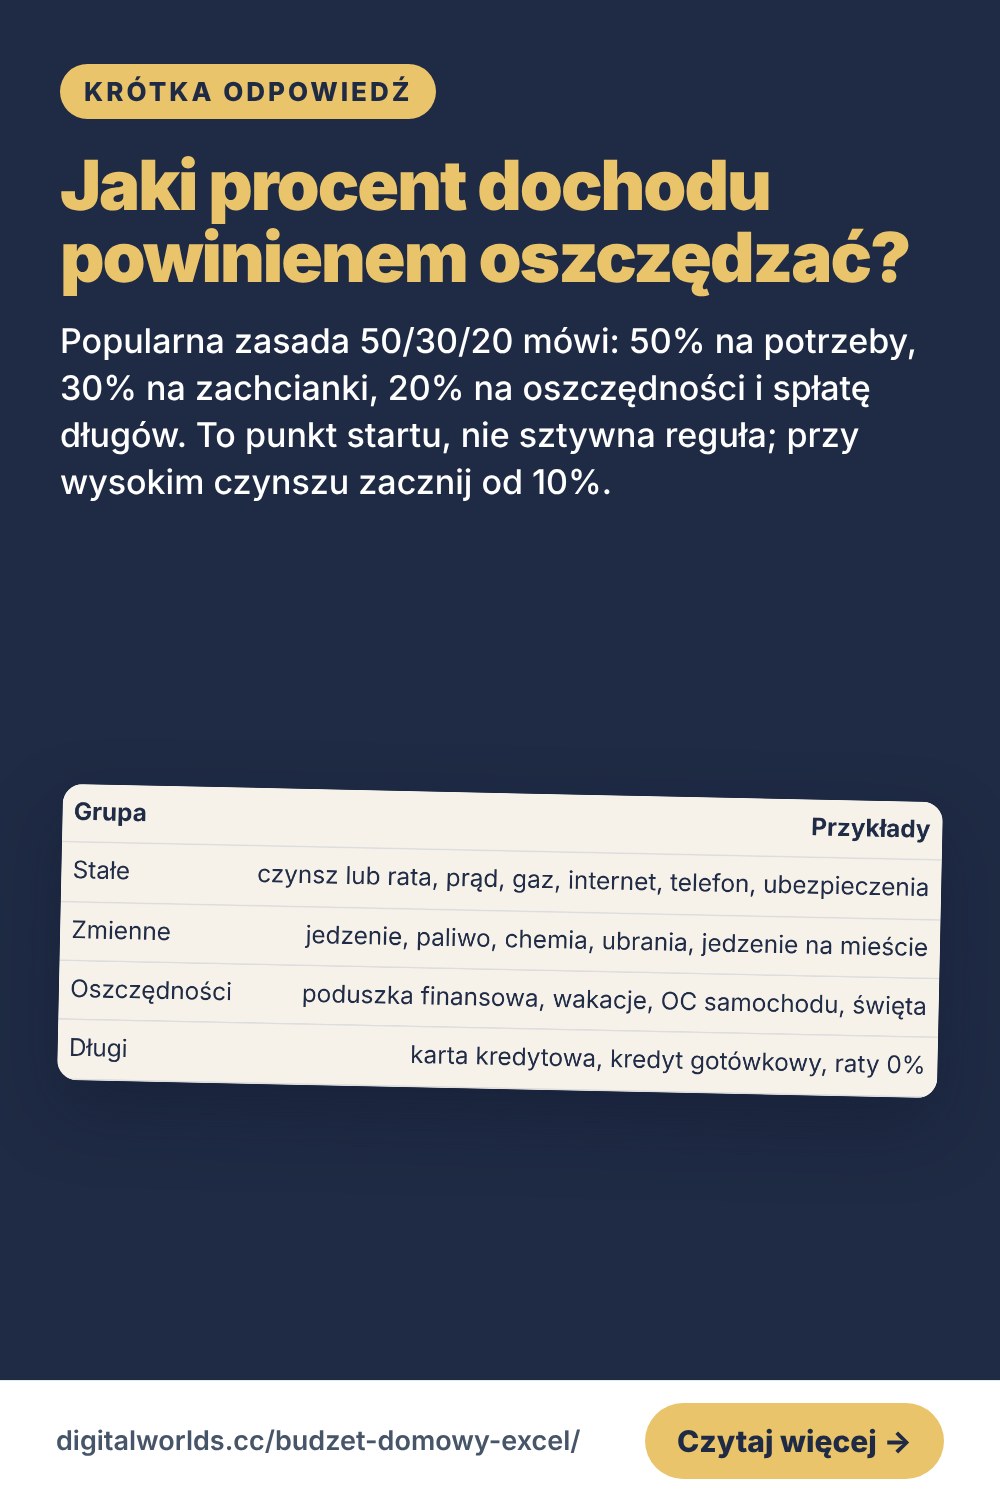 KRÓTKA ODPOWIEDŹ
Jaki procent dochodu
powinienem oszczędzać?
Popularna zasada 50/30/20 mówi: 50% na potrzeby,
30% na zachcianki, 20% na oszczędności i spłatę
długów. To punkt startu, nie sztywna reguła; przy
wysokim czynszu zacznij od 10%.
Grupa Przykłady
Stałe czynsz lub rata, prąd, gaz, internet, telefon, ubezpieczenia
Zmienne jedzenie, paliwo, chemia, ubrania, jedzenie na mieście
Oszczędności poduszka finansowa, wakacje, OC samochodu, święta
Długi karta kredytowa, kredyt gotówkowy, raty 0%
digitalworlds.cc/budzet-domowy-excel/ Czytaj więcej →